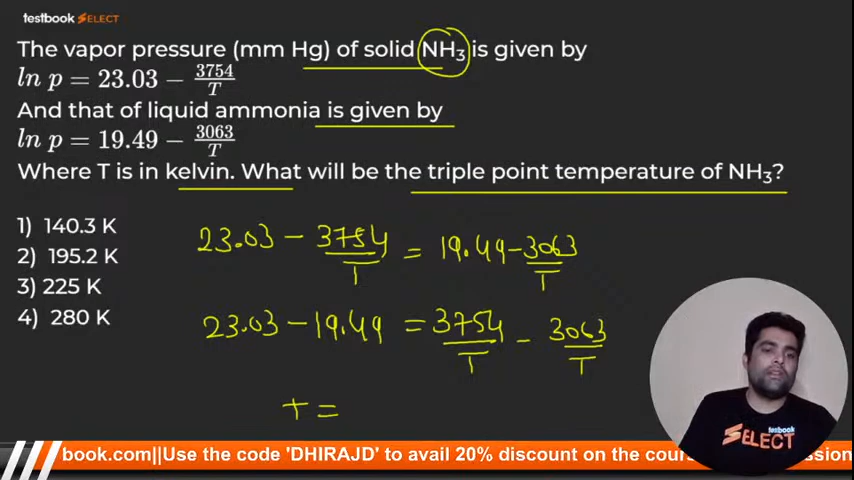 testbook SELECT
The vapor pressure (mm Hg) of solid NH₃ is given by
ln p = 23.03 − 3754/T
And that of liquid ammonia is given by
ln p = 19.49 − 3063/T
Where T is in kelvin. What will be the triple point temperature of NH₃?
1) 140.3 K
2) 195.2 K
3) 225 K
4) 280 K
23.03 − 3754/T = 19.49 − 3063/T
23.03 − 19.49 = 3754/T − 3063/T
T =
testbook
SELECT
book.com||Use the code 'DHIRAJD' to avail 20% discount on the cour
ssion